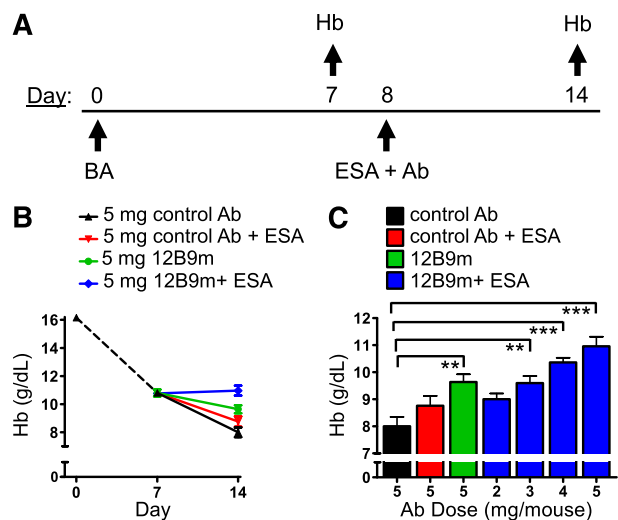 A
Hb Hb
Day: 0 7 8 14
BA ESA + Ab
B
5 mg control Ab
5 mg control Ab + ESA
5 mg 12B9m
5 mg 12B9m+ ESA
Hb (g/dL)
16
14
12
10
8
0
0 7 14
Day
C
control Ab
control Ab + ESA
12B9m
12B9m+ ESA
Hb (g/dL)
12
11
10
9
8
7
0
***
***
**
**
5 5 5 2 3 4 5
Ab Dose (mg/mouse)